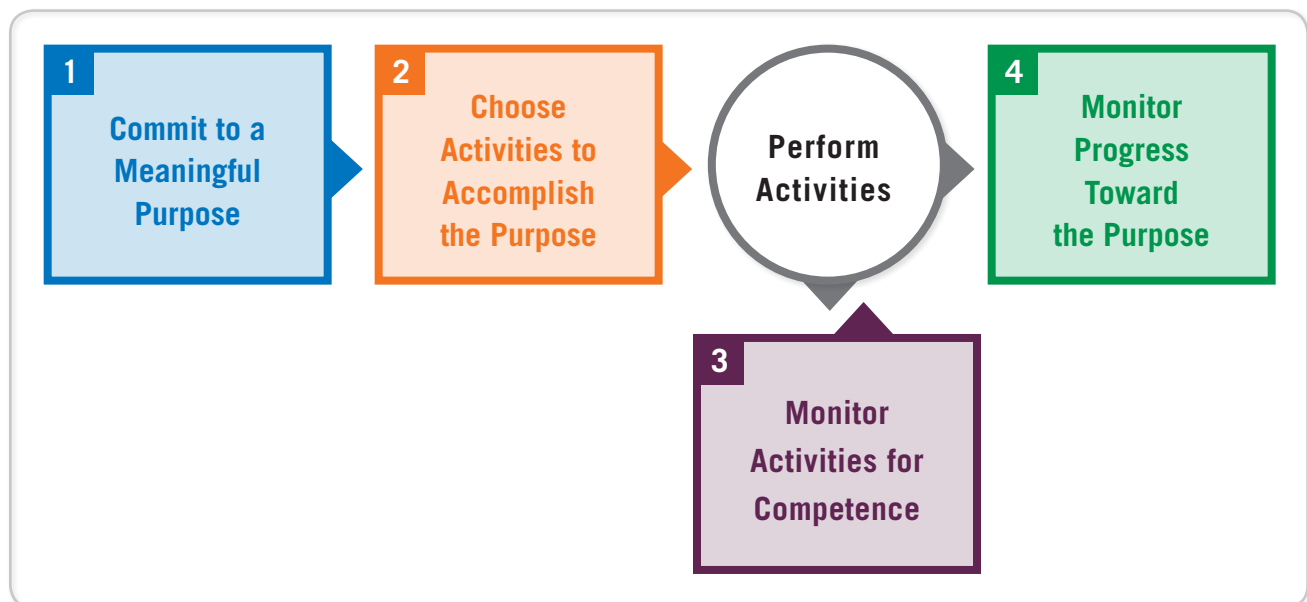 1
Commit to a
Meaningful
Purpose
2
Choose
Activities to
Accomplish
the Purpose
Perform
Activities
4
Monitor
Progress
Toward
the Purpose
3
Monitor
Activities for
Competence